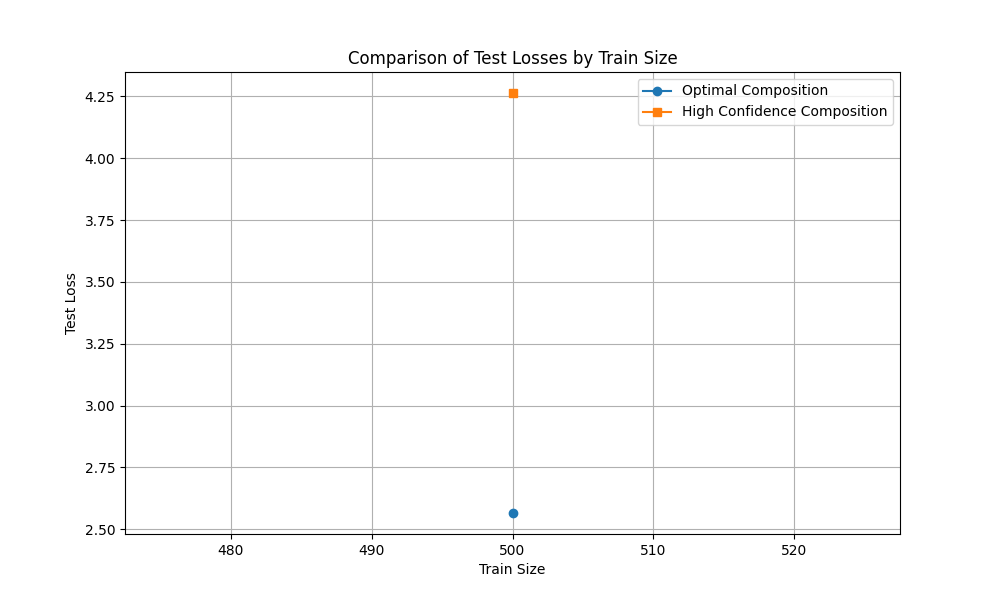 Comparison of Test Losses by Train Size
Optimal Composition
High Confidence Composition
4.25
4.00
3.75
3.50
3.25
3.00
2.75
2.50
Test Loss
480 490 500 510 520
Train Size